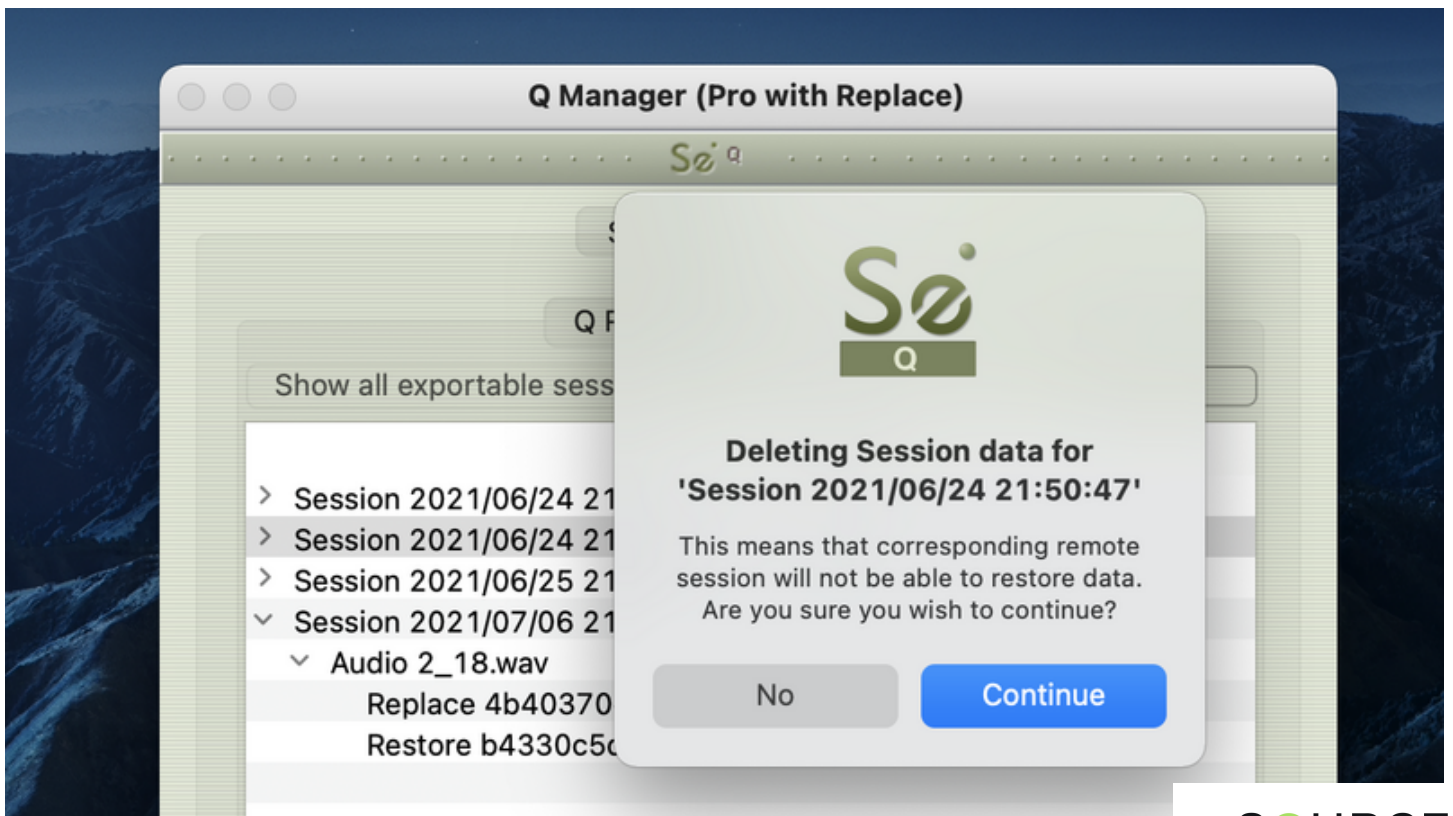 Q Manager (Pro with Replace)
Se Q
Se
Q
Show all exportable
Deleting Session data for
'Session 2021/06/24 21:50:47'
This means that corresponding remote
session will not be able to restore data.
Are you sure you wish to continue?
No
Continue
Session 2021/06/24 21
Session 2021/06/24 21
Session 2021/06/25 21
Session 2021/07/06 21
Audio 2_18.wav
Replace 4b40370
Restore b4330c5